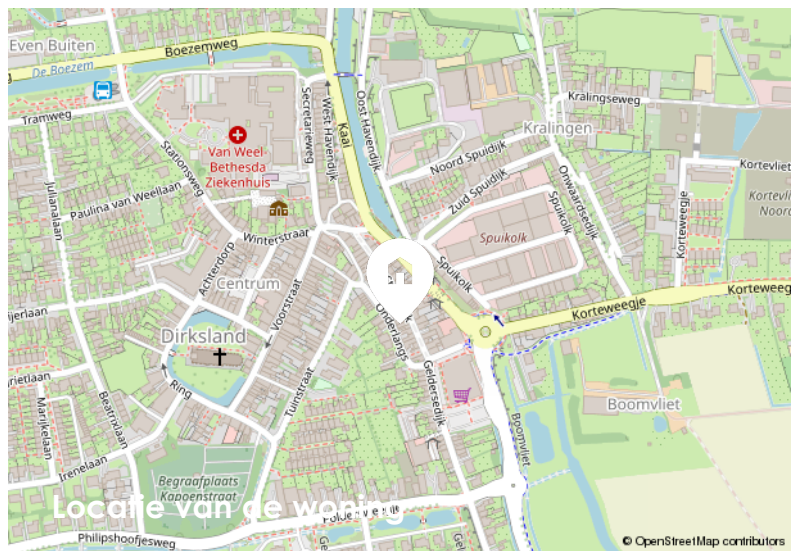 Even Buiten
Boezemweg
De Boezem
Tramweg
Stationsweg
Secretarieweg
West Havendijk
Kaai
Oost Havendijk
Van Weel
Bethesda
Ziekenhuis
Kralingseweg
Kralingen
Noord Spuidijk
Zuid Spuidijk
Onwaardsedijk
Spuikolk
Spuikolk
Spuikolk
Kortevliet
Noord
Korteweegje
Korteweegje
Julianalaan
Paulina van Weellaan
Winterstraat
Achterdorp
Centrum
Voorstraat
Dirksland
Ring
Tuinstraat
Onderlangs
Geldersedijk
Boomvliet
Boomvliet
Marijkelaan
Beatrixlaan
Irenelaan
Begraafplaats
Kapoenstraat
Philipshoofjesweg
Locatie van de woning
© OpenStreetMap contributors